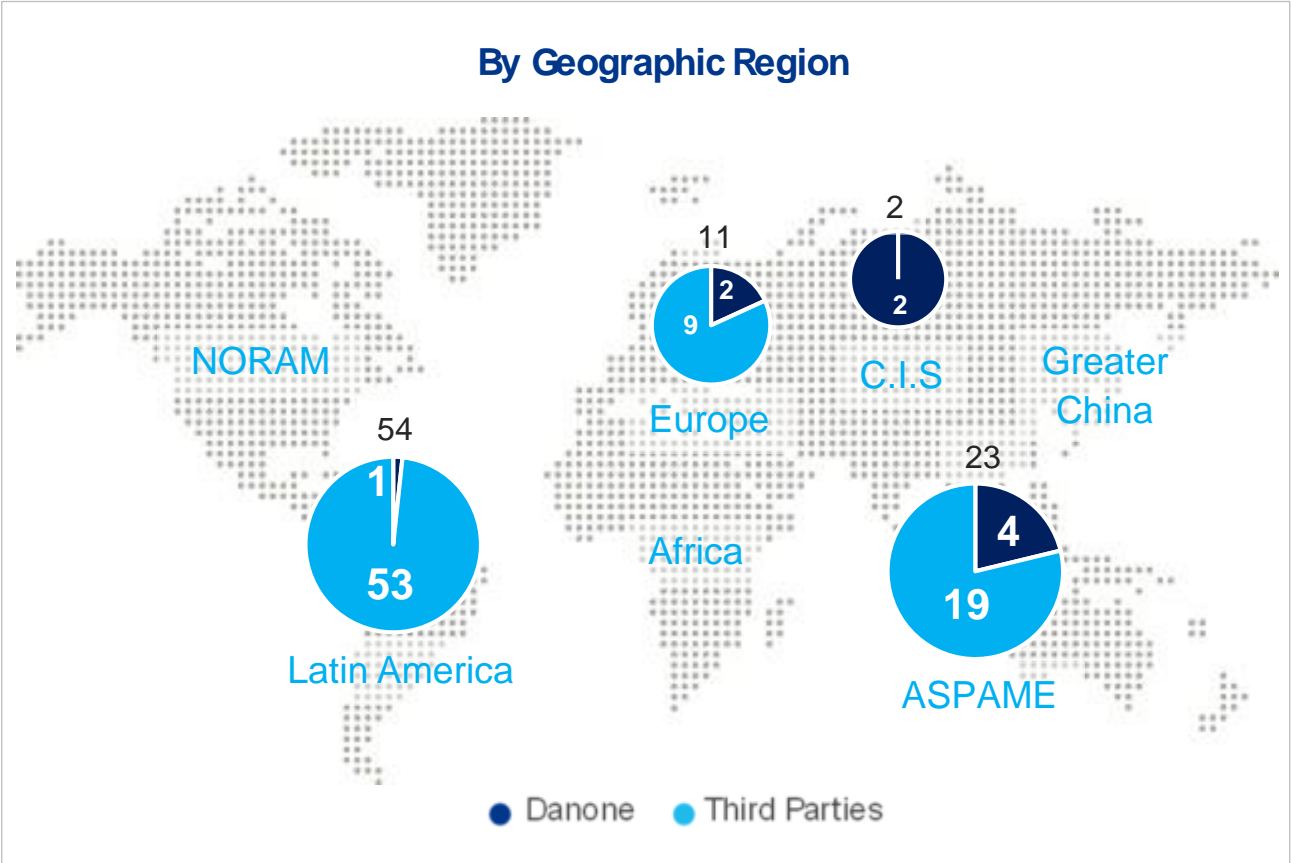 By Geographic Region
2
11
2
2
9
NORAM
Greater
China
C.I.S
Europe
54
23
1
4
Africa
53
19
Latin America
ASPAME
Danone
Third Parties